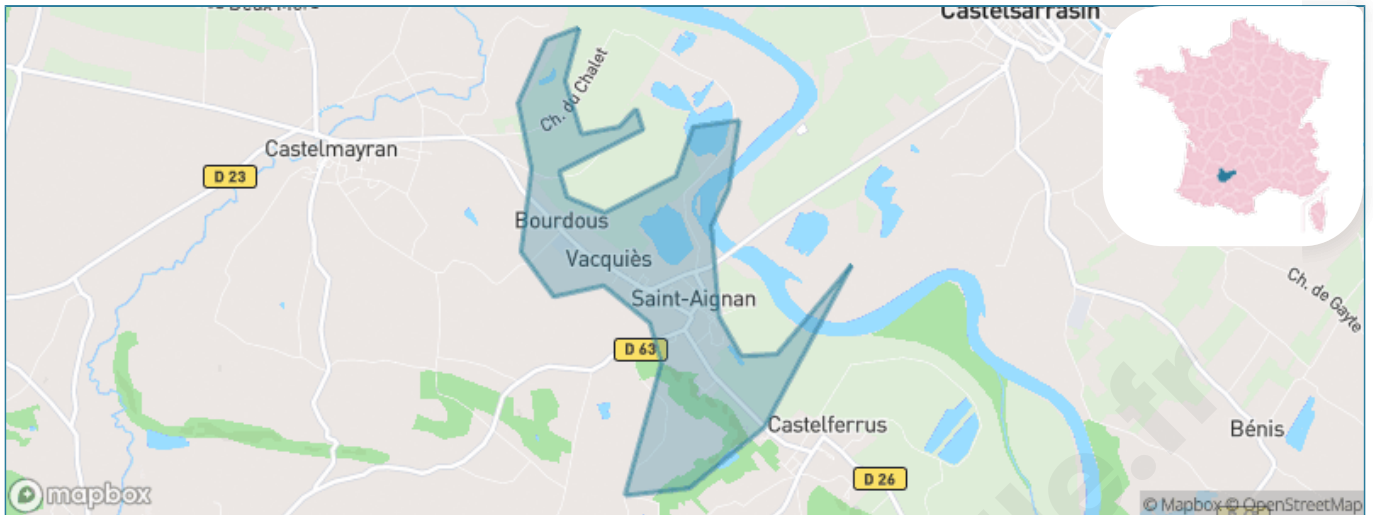 Castelsarrasin
Ch. du Chalet
Castelmayran
D 23
Bourdous
Vacquiès
Saint-Aignan
Ch. de Gayte
D 63
Castelferrus
Bénis
D 26
mapbox
© Mapbox © OpenStreetMap